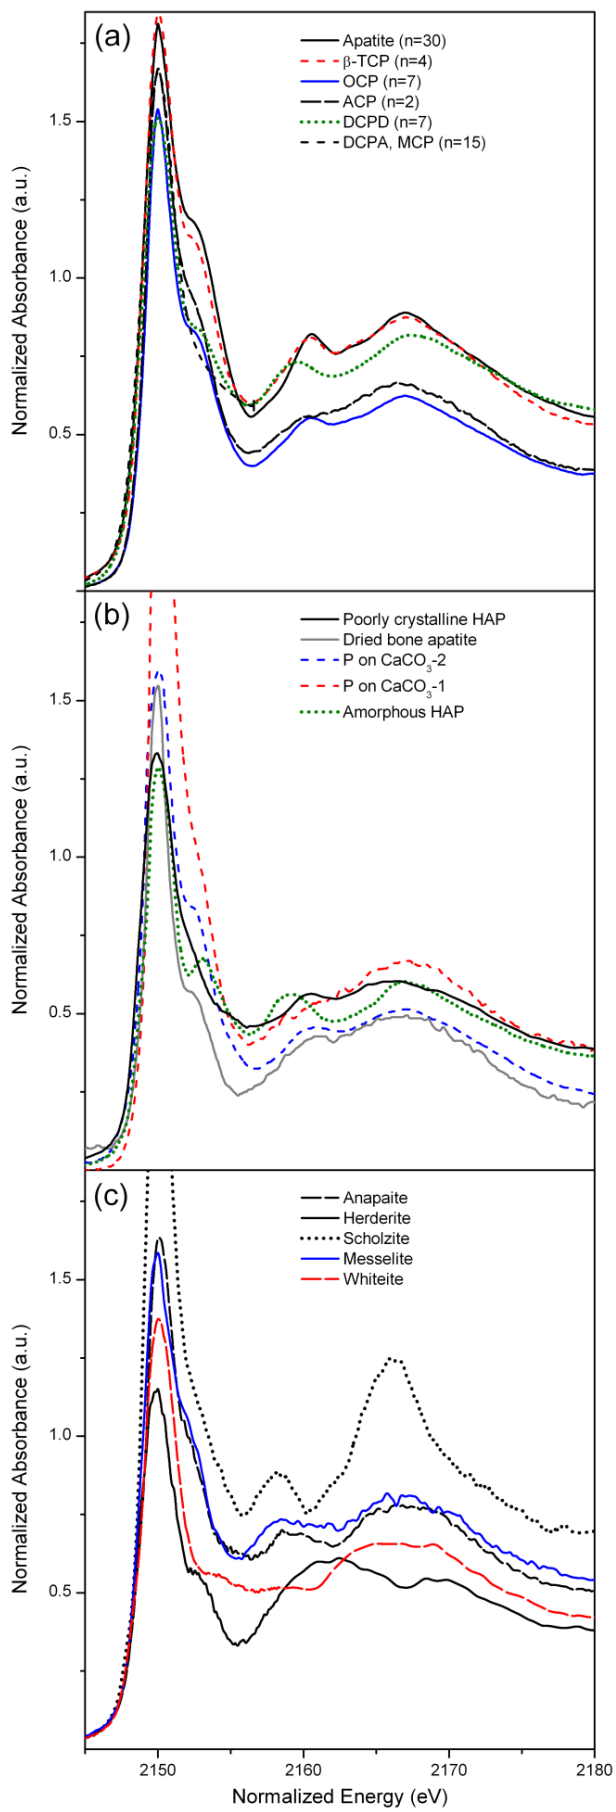 (a)
Apatite (n=30)
β-TCP (n=4)
OCP (n=7)
ACP (n=2)
DCPD (n=7)
DCPA, MCP (n=15)
1.5
1.0
0.5
Normalized Absorbance (a.u.)
(b)
Poorly crystalline HAP
Dried bone apatite
P on CaCO₃-2
P on CaCO₃-1
Amorphous HAP
1.5
1.0
0.5
Normalized Absorbance (a.u.)
(c)
Anapaite
Herderite
Scholzite
Messelite
Whiteite
1.5
1.0
0.5
Normalized Absorbance (a.u.)
2150 2160 2170 2180
Normalized Energy (eV)